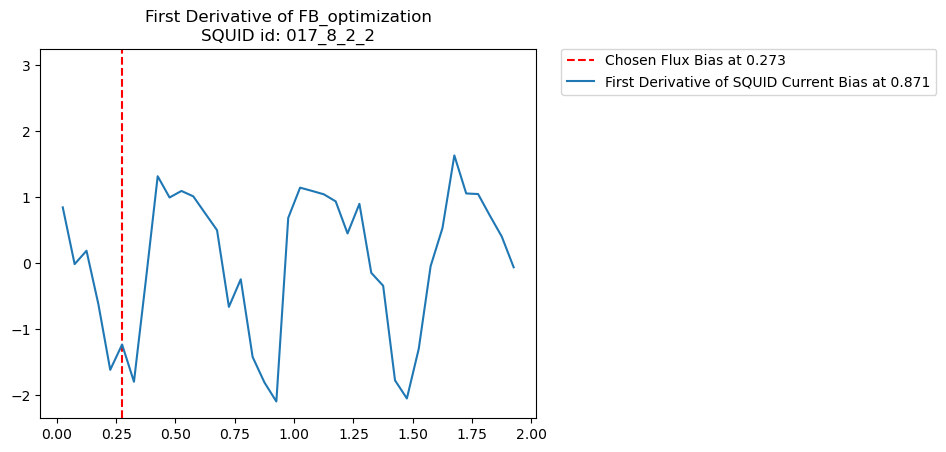 First Derivative of FB_optimization
SQUID id: 017_8_2_2
Chosen Flux Bias at 0.273
First Derivative of SQUID Current Bias at 0.871
3
2
1
0
−1
−2
0.00 0.25 0.50 0.75 1.00 1.25 1.50 1.75 2.00